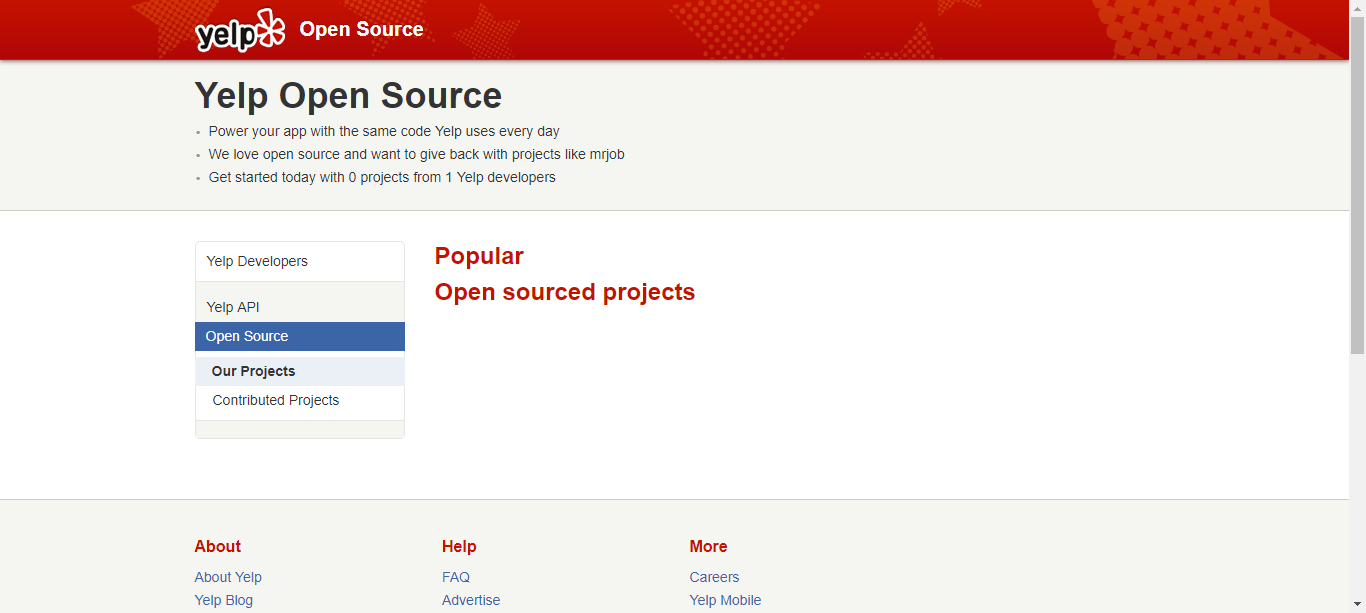 yelp Open Source
Yelp Open Source
Power your app with the same code Yelp uses every day
We love open source and want to give back with projects like mrjob
Get started today with 0 projects from 1 Yelp developers
Yelp Developers
Yelp API
Open Source
Our Projects
Contributed Projects
Popular
Open sourced projects
About
About Yelp
Yelp Blog
Help
FAQ
Advertise
More
Careers
Yelp Mobile